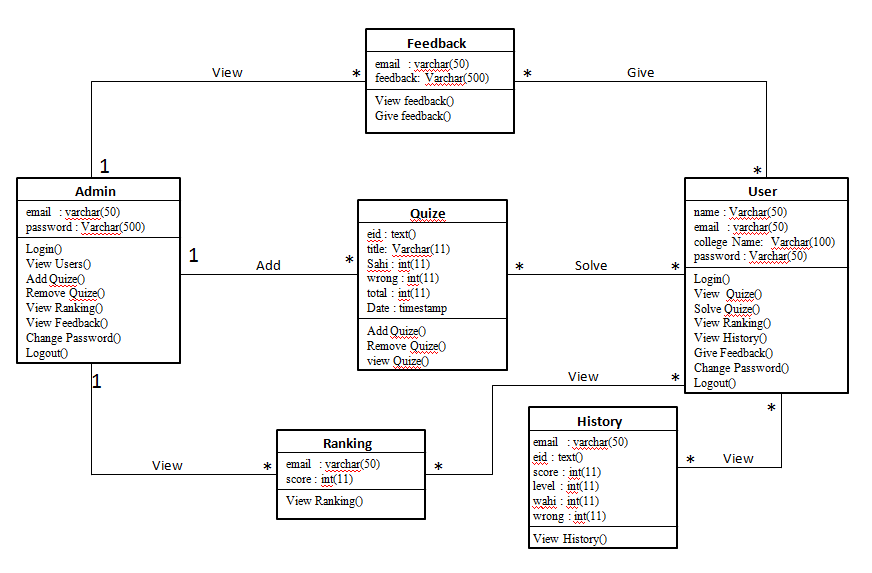 Feedback
email : varchar(50)
feedback: Varchar(500)
View feedback()
Give feedback()
View
*
*
Give
1
*
Admin
email : varchar(50)
password : Varchar(500)
Login()
View Users()
Add Quize()
Remove Quize()
View Ranking()
View Feedback()
Change Password()
Logout()
1
Add
*
Quize
eid : text()
title: Varchar(11)
Sahi : int(11)
wrong : int(11)
total : int(11)
Date : timestamp
Add Quize()
Remove Quize()
view Quize()
*
Solve
*
User
name : Varchar(50)
email : varchar(50)
college Name: Varchar(100)
password : Varchar(50)
Login()
View Quize()
Solve Quize()
View Ranking()
View History()
Give Feedback()
Change Password()
Logout()
1
View
*
Ranking
email : varchar(50)
score : int(11)
View Ranking()
*
View
*
History
email : varchar(50)
eid : text()
score : int(11)
level : int(11)
wahi : int(11)
wrong : int(11)
View History()
*
View
*